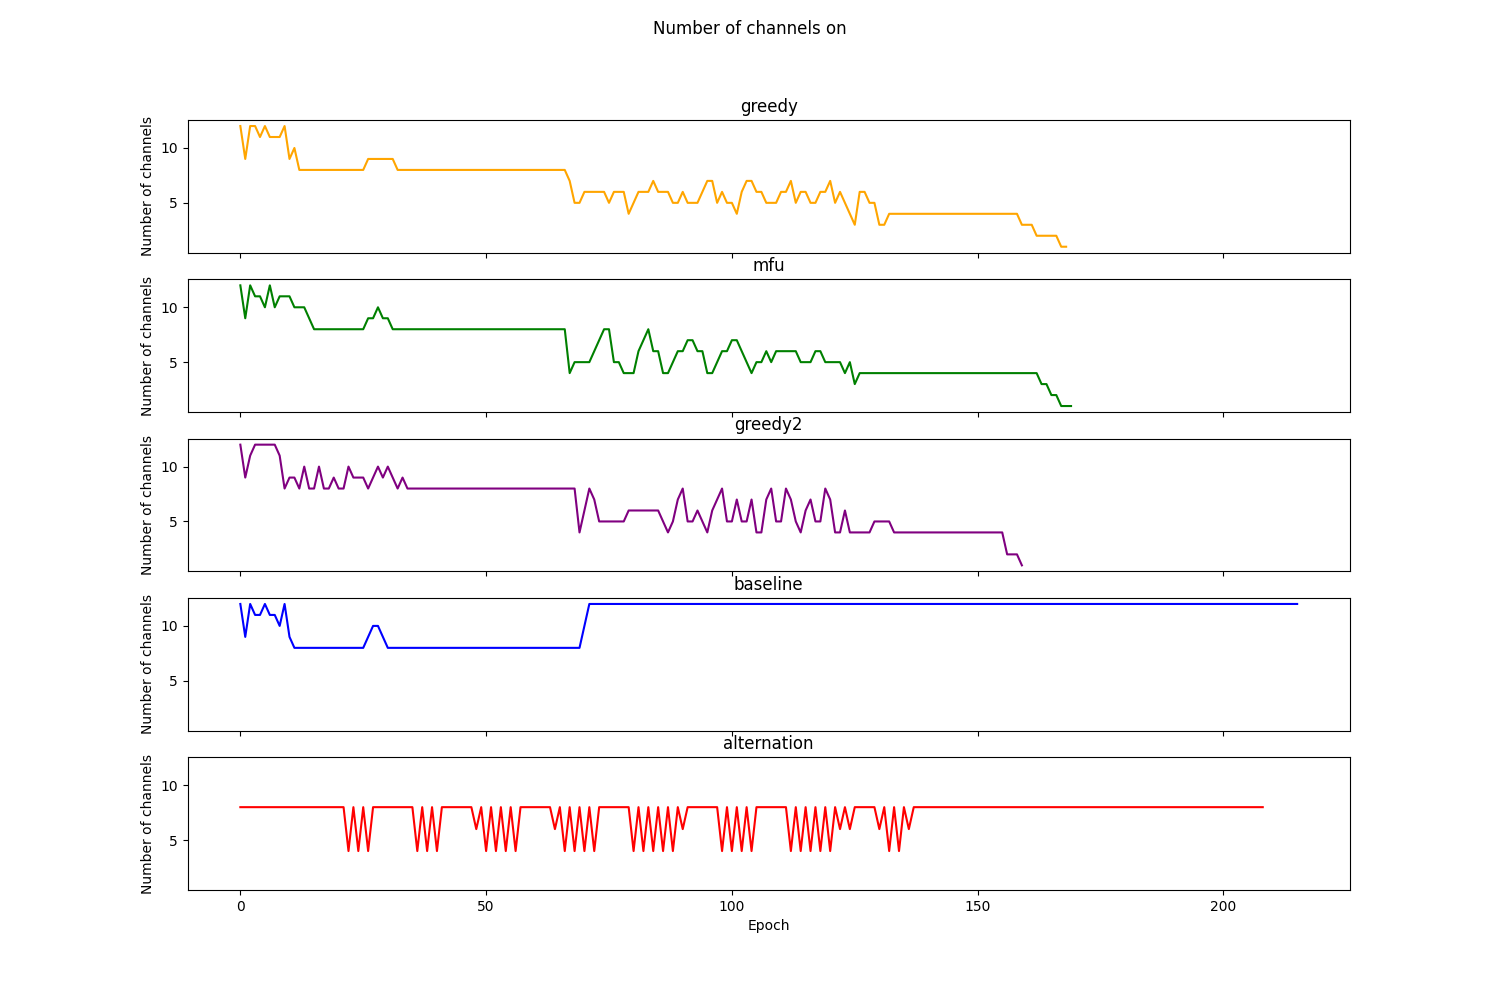 Number of channels on
greedy
Number of channels
10
5
mfu
Number of channels
10
5
greedy2
Number of channels
10
5
baseline
Number of channels
10
5
alternation
Number of channels
10
5
0 50 100 150 200
Epoch